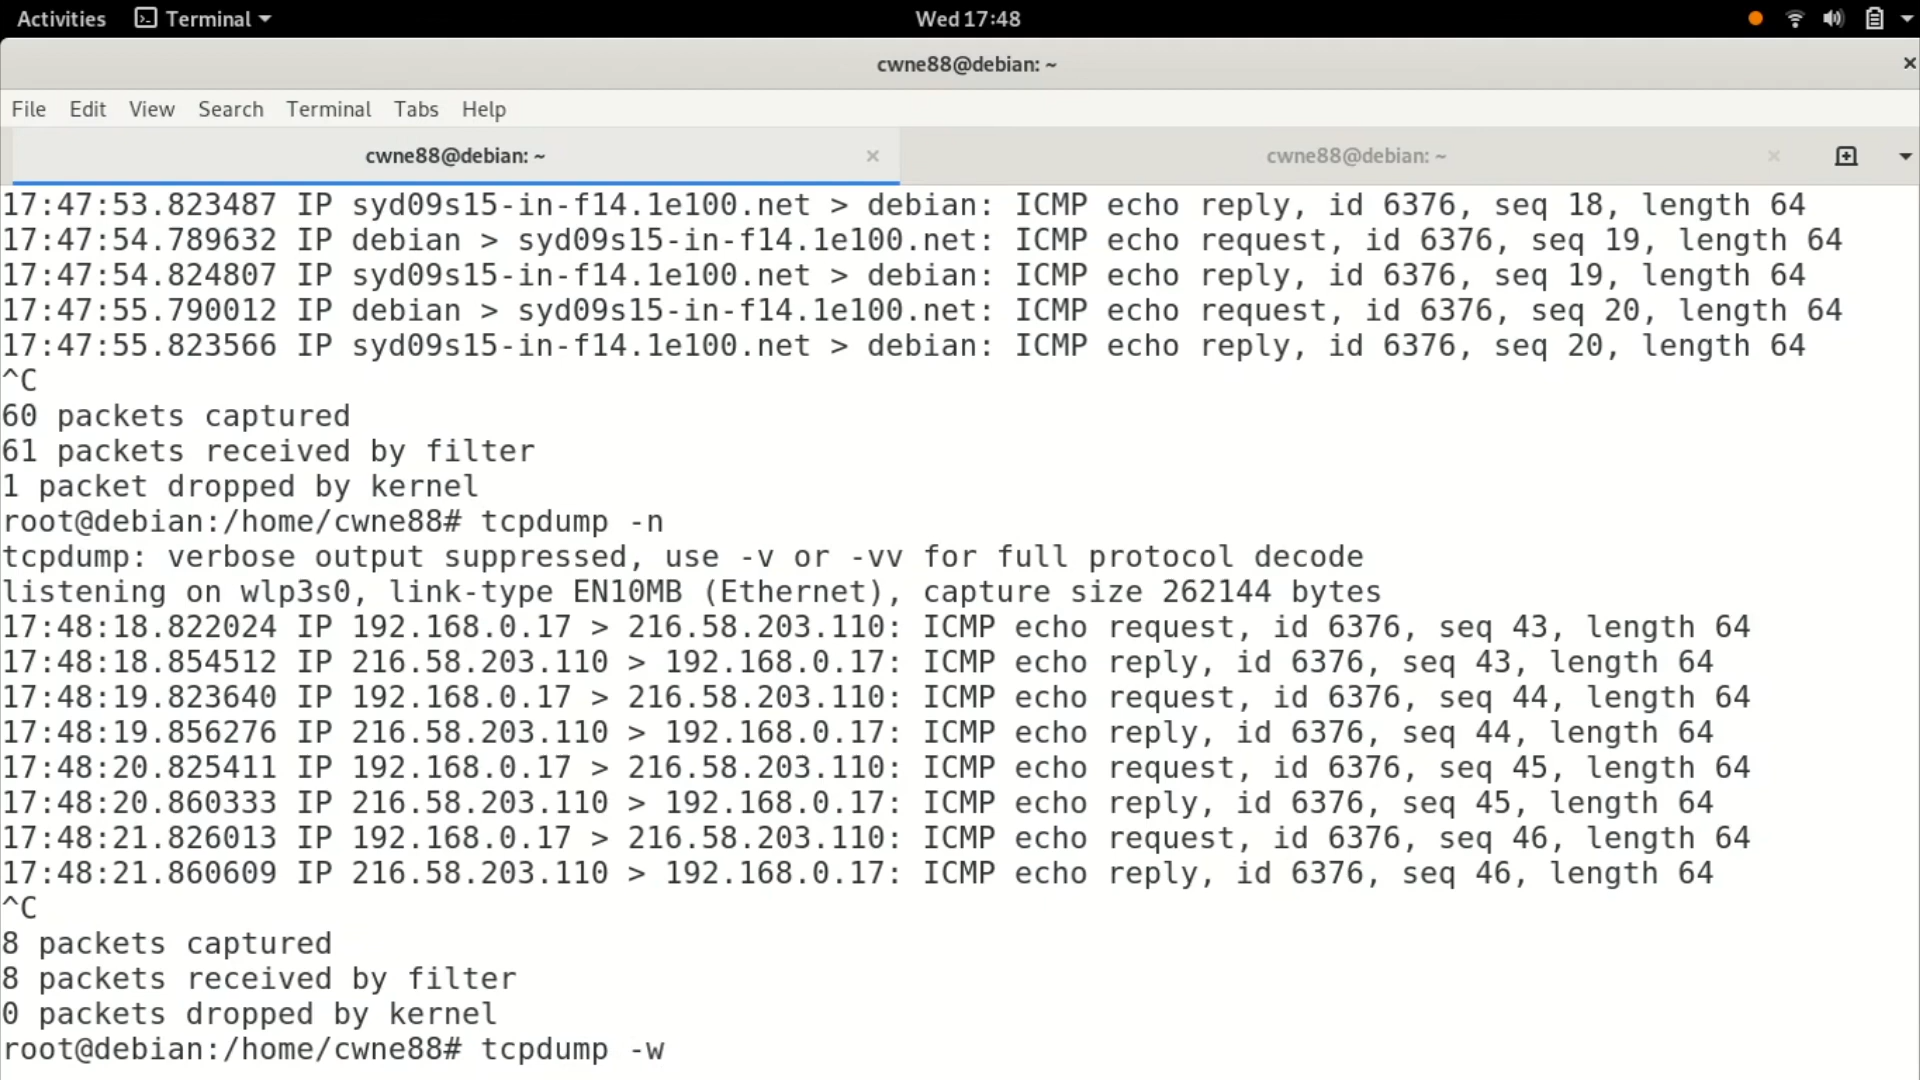 Activities Terminal Wed 17:48
cwne88@debian: ~
File Edit View Search Terminal Tabs Help
cwne88@debian: ~ cwne88@debian: ~
17:47:53.823487 IP syd09s15-in-f14.1e100.net > debian: ICMP echo reply, id 6376, seq 18, length 64
17:47:54.789632 IP debian > syd09s15-in-f14.1e100.net: ICMP echo request, id 6376, seq 19, length 64
17:47:54.824807 IP syd09s15-in-f14.1e100.net > debian: ICMP echo reply, id 6376, seq 19, length 64
17:47:55.790012 IP debian > syd09s15-in-f14.1e100.net: ICMP echo request, id 6376, seq 20, length 64
17:47:55.823566 IP syd09s15-in-f14.1e100.net > debian: ICMP echo reply, id 6376, seq 20, length 64
^C
60 packets captured
61 packets received by filter
1 packet dropped by kernel
root@debian:/home/cwne88# tcpdump -n
tcpdump: verbose output suppressed, use -v or -vv for full protocol decode
listening on wlp3s0, link-type EN10MB (Ethernet), capture size 262144 bytes
17:48:18.822024 IP 192.168.0.17 > 216.58.203.110: ICMP echo request, id 6376, seq 43, length 64
17:48:18.854512 IP 216.58.203.110 > 192.168.0.17: ICMP echo reply, id 6376, seq 43, length 64
17:48:19.823640 IP 192.168.0.17 > 216.58.203.110: ICMP echo request, id 6376, seq 44, length 64
17:48:19.856276 IP 216.58.203.110 > 192.168.0.17: ICMP echo reply, id 6376, seq 44, length 64
17:48:20.825411 IP 192.168.0.17 > 216.58.203.110: ICMP echo request, id 6376, seq 45, length 64
17:48:20.860333 IP 216.58.203.110 > 192.168.0.17: ICMP echo reply, id 6376, seq 45, length 64
17:48:21.826013 IP 192.168.0.17 > 216.58.203.110: ICMP echo request, id 6376, seq 46, length 64
17:48:21.860609 IP 216.58.203.110 > 192.168.0.17: ICMP echo reply, id 6376, seq 46, length 64
^C
8 packets captured
8 packets received by filter
0 packets dropped by kernel
root@debian:/home/cwne88# tcpdump -w